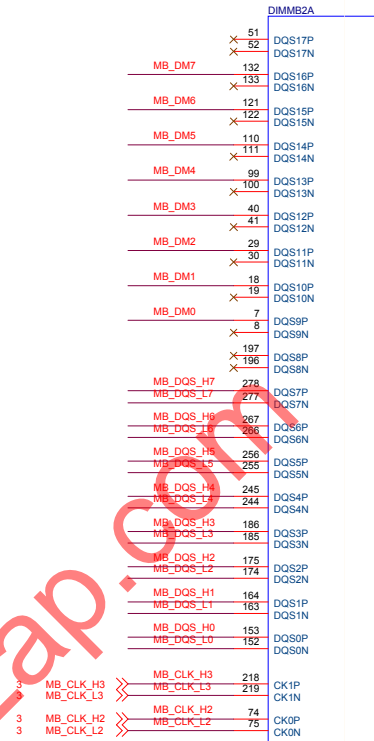 DIMMB2A
51 DQS17P
52 DQS17N
MB_DM7 132 DQS16P
133 DQS16N
MB_DM6 121 DQS15P
122 DQS15N
MB_DM5 110 DQS14P
111 DQS14N
MB_DM4 99 DQS13P
100 DQS13N
MB_DM3 40 DQS12P
41 DQS12N
MB_DM2 29 DQS11P
30 DQS11N
MB_DM1 18 DQS10P
19 DQS10N
MB_DM0 7 DQS9P
8 DQS9N
197 DQS8P
196 DQS8N
MB_DQS_H7 278 DQS7P
MB_DQS_L7 277 DQS7N
MB_DQS_H6 267 DQS6P
MB_DQS_L6 266 DQS6N
MB_DQS_H5 256 DQS5P
MB_DQS_L5 255 DQS5N
MB_DQS_H4 245 DQS4P
MB_DQS_L4 244 DQS4N
MB_DQS_H3 186 DQS3P
MB_DQS_L3 185 DQS3N
MB_DQS_H2 175 DQS2P
MB_DQS_L2 174 DQS2N
MB_DQS_H1 164 DQS1P
MB_DQS_L1 163 DQS1N
MB_DQS_H0 153 DQS0P
MB_DQS_L0 152 DQS0N
3 MB_CLK_H3 MB_CLK_H3 218 CK1P
3 MB_CLK_L3 MB_CLK_L3 219 CK1N
3 MB_CLK_H2 MB_CLK_H2 74 CK0P
3 MB_CLK_L2 MB_CLK_L2 75 CK0N
ap.com